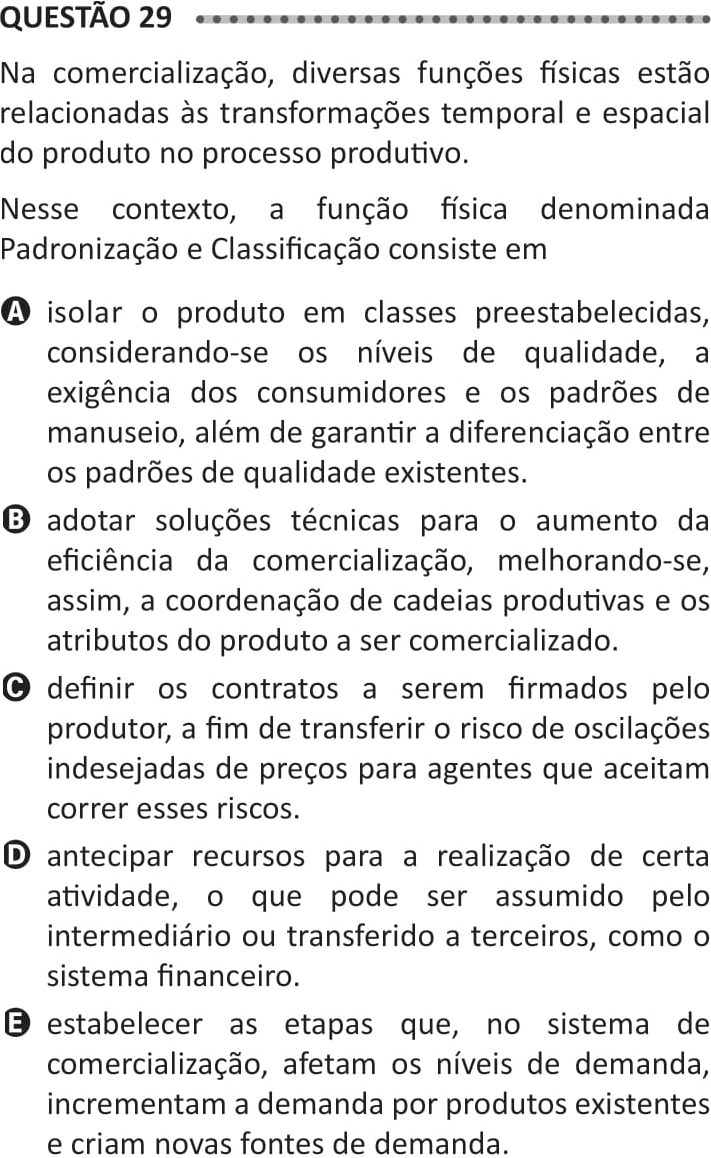 QUESTÃO 29
Na comercialização, diversas funções físicas estão
relacionadas às transformações temporal e espacial
do produto no processo produtivo.
Nesse contexto, a função física denominada
Padronização e Classificação consiste em
A isolar o produto em classes preestabelecidas,
considerando-se os níveis de qualidade, a
exigência dos consumidores e os padrões de
manuseio, além de garantir a diferenciação entre
os padrões de qualidade existentes.
B adotar soluções técnicas para o aumento da
eficiência da comercialização, melhorando-se,
assim, a coordenação de cadeias produtivas e os
atributos do produto a ser comercializado.
C definir os contratos a serem firmados pelo
produtor, a fim de transferir o risco de oscilações
indesejadas de preços para agentes que aceitam
correr esses riscos.
D antecipar recursos para a realização de certa
atividade, o que pode ser assumido pelo
intermediário ou transferido a terceiros, como o
sistema financeiro.
E estabelecer as etapas que, no sistema de
comercialização, afetam os níveis de demanda,
incrementam a demanda por produtos existentes
e criam novas fontes de demanda.